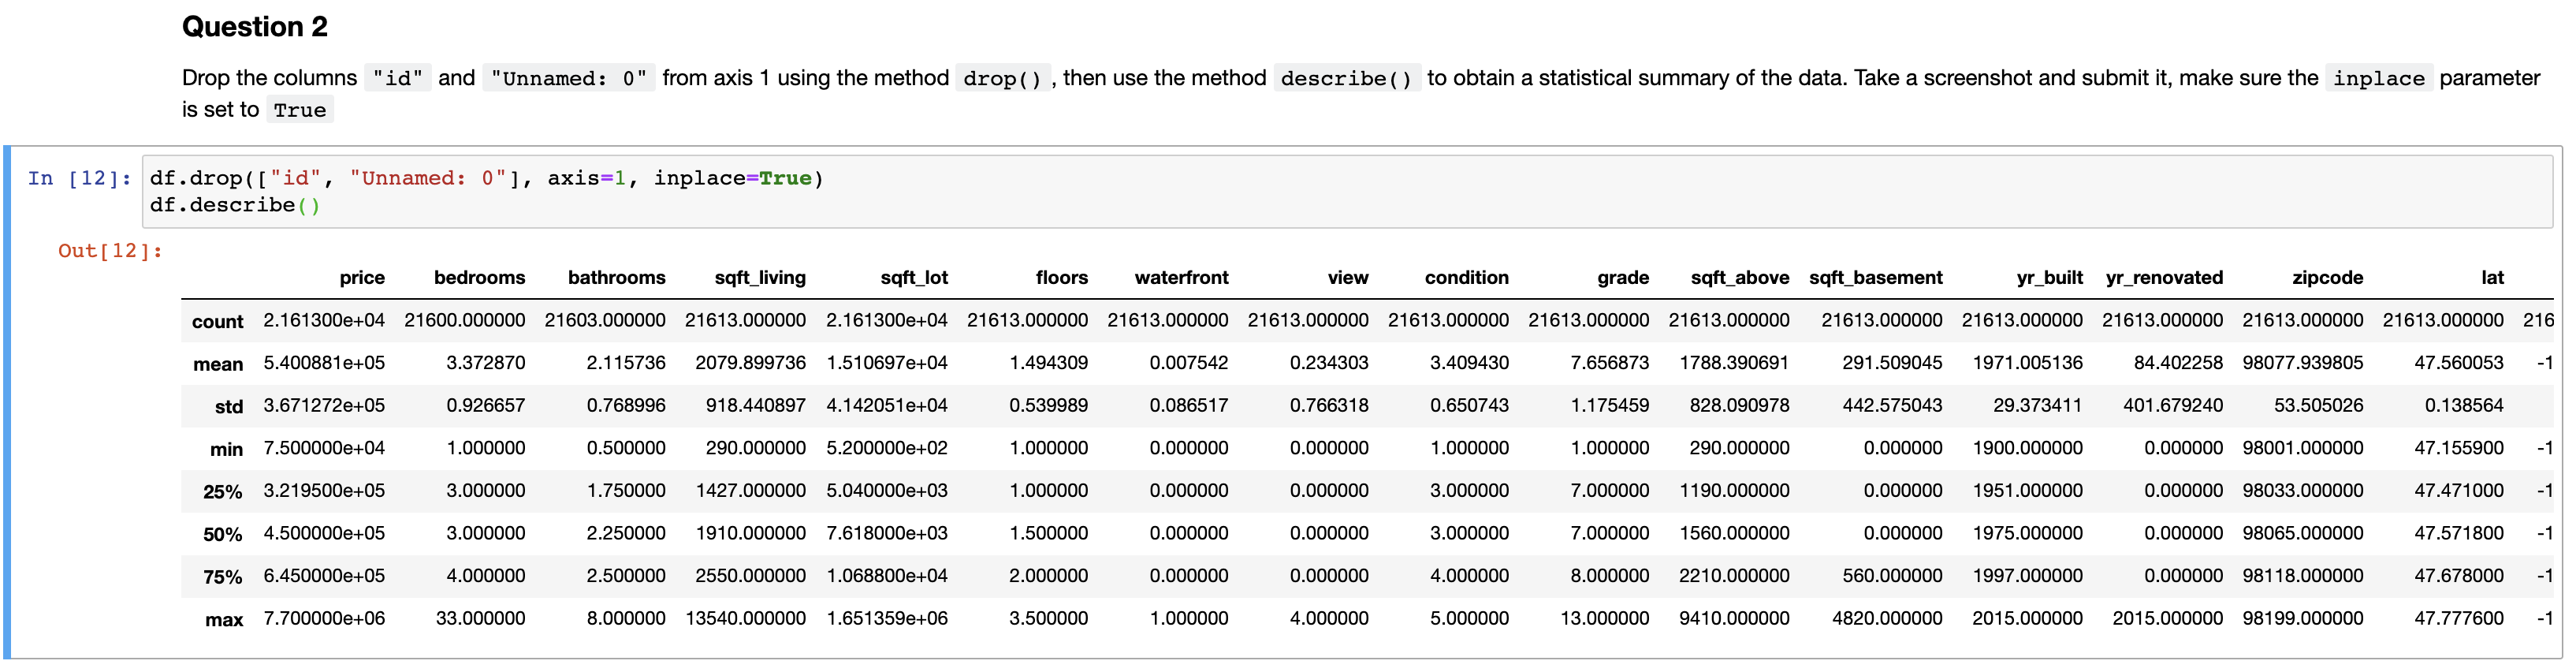 Question 2
Drop the columns "id" and "Unnamed: 0" from axis 1 using the method drop(), then use the method describe() to obtain a statistical summary of the data. Take a screenshot and submit it, make sure the inplace parameter
is set to True
In [12]: df.drop(["id", "Unnamed: 0"], axis=1, inplace=True)
df.describe()
Out[12]:
price bedrooms bathrooms sqft_living sqft_lot floors waterfront view condition grade sqft_above sqft_basement yr_built yr_renovated zipcode lat
count 2.161300e+04 21600.000000 21603.000000 21613.000000 2.161300e+04 21613.000000 21613.000000 21613.000000 21613.000000 21613.000000 21613.000000 21613.000000 21613.000000 21613.000000 21613.000000 21613.000000 216
mean 5.400881e+05 3.372870 2.115736 2079.899736 1.510697e+04 1.494309 0.007542 0.234303 3.409430 7.656873 1788.390691 291.509045 1971.005136 84.402258 98077.939805 47.560053 -1
std 3.671272e+05 0.926657 0.768996 918.440897 4.142051e+04 0.539989 0.086517 0.766318 0.650743 1.175459 828.090978 442.575043 29.373411 401.679240 53.505026 0.138564
min 7.500000e+04 1.000000 0.500000 290.000000 5.200000e+02 1.000000 0.000000 0.000000 1.000000 1.000000 290.000000 0.000000 1900.000000 0.000000 98001.000000 47.155900 -1
25% 3.219500e+05 3.000000 1.750000 1427.000000 5.040000e+03 1.000000 0.000000 0.000000 3.000000 7.000000 1190.000000 0.000000 1951.000000 0.000000 98033.000000 47.471000 -1
50% 4.500000e+05 3.000000 2.250000 1910.000000 7.618000e+03 1.500000 0.000000 0.000000 3.000000 7.000000 1560.000000 0.000000 1975.000000 0.000000 98065.000000 47.571800 -1
75% 6.450000e+05 4.000000 2.500000 2550.000000 1.068800e+04 2.000000 0.000000 0.000000 4.000000 8.000000 2210.000000 560.000000 1997.000000 0.000000 98118.000000 47.678000 -1
max 7.700000e+06 33.000000 8.000000 13540.000000 1.651359e+06 3.500000 1.000000 4.000000 5.000000 13.000000 9410.000000 4820.000000 2015.000000 2015.000000 98199.000000 47.777600 -1